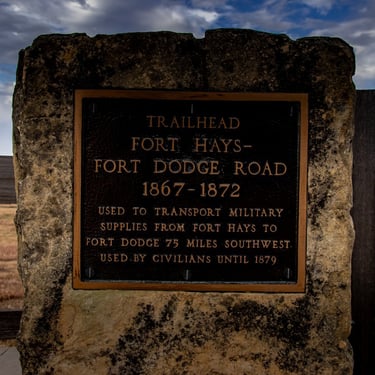 TRAILHEAD
FORT HAYS-
FORT DODGE ROAD
1867-1872
USED TO TRANSPORT MILITARY
SUPPLIES FROM FORT HAYS TO
FORT DODGE 75 MILES SOUTHWEST.
USED BY CIVILIANS UNTIL 1879